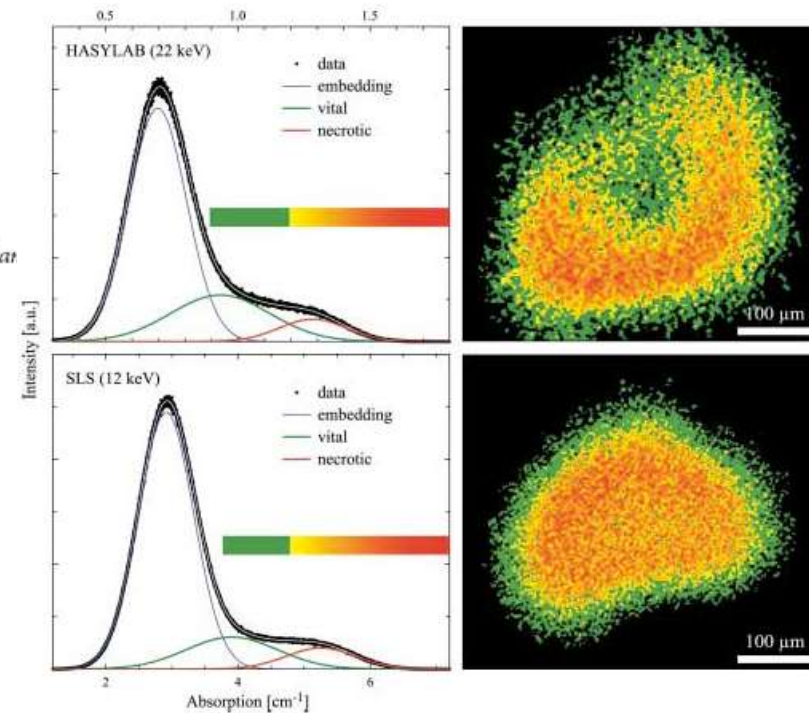 0.5 1.0 1.5
HASYLAB (22 keV)
data
embedding
vital
necrotic
100 µm
Intensity [a.u.]
SLS (12 keV)
data
embedding
vital
necrotic
100 µm
2 4 6
Absorption [cm⁻¹]